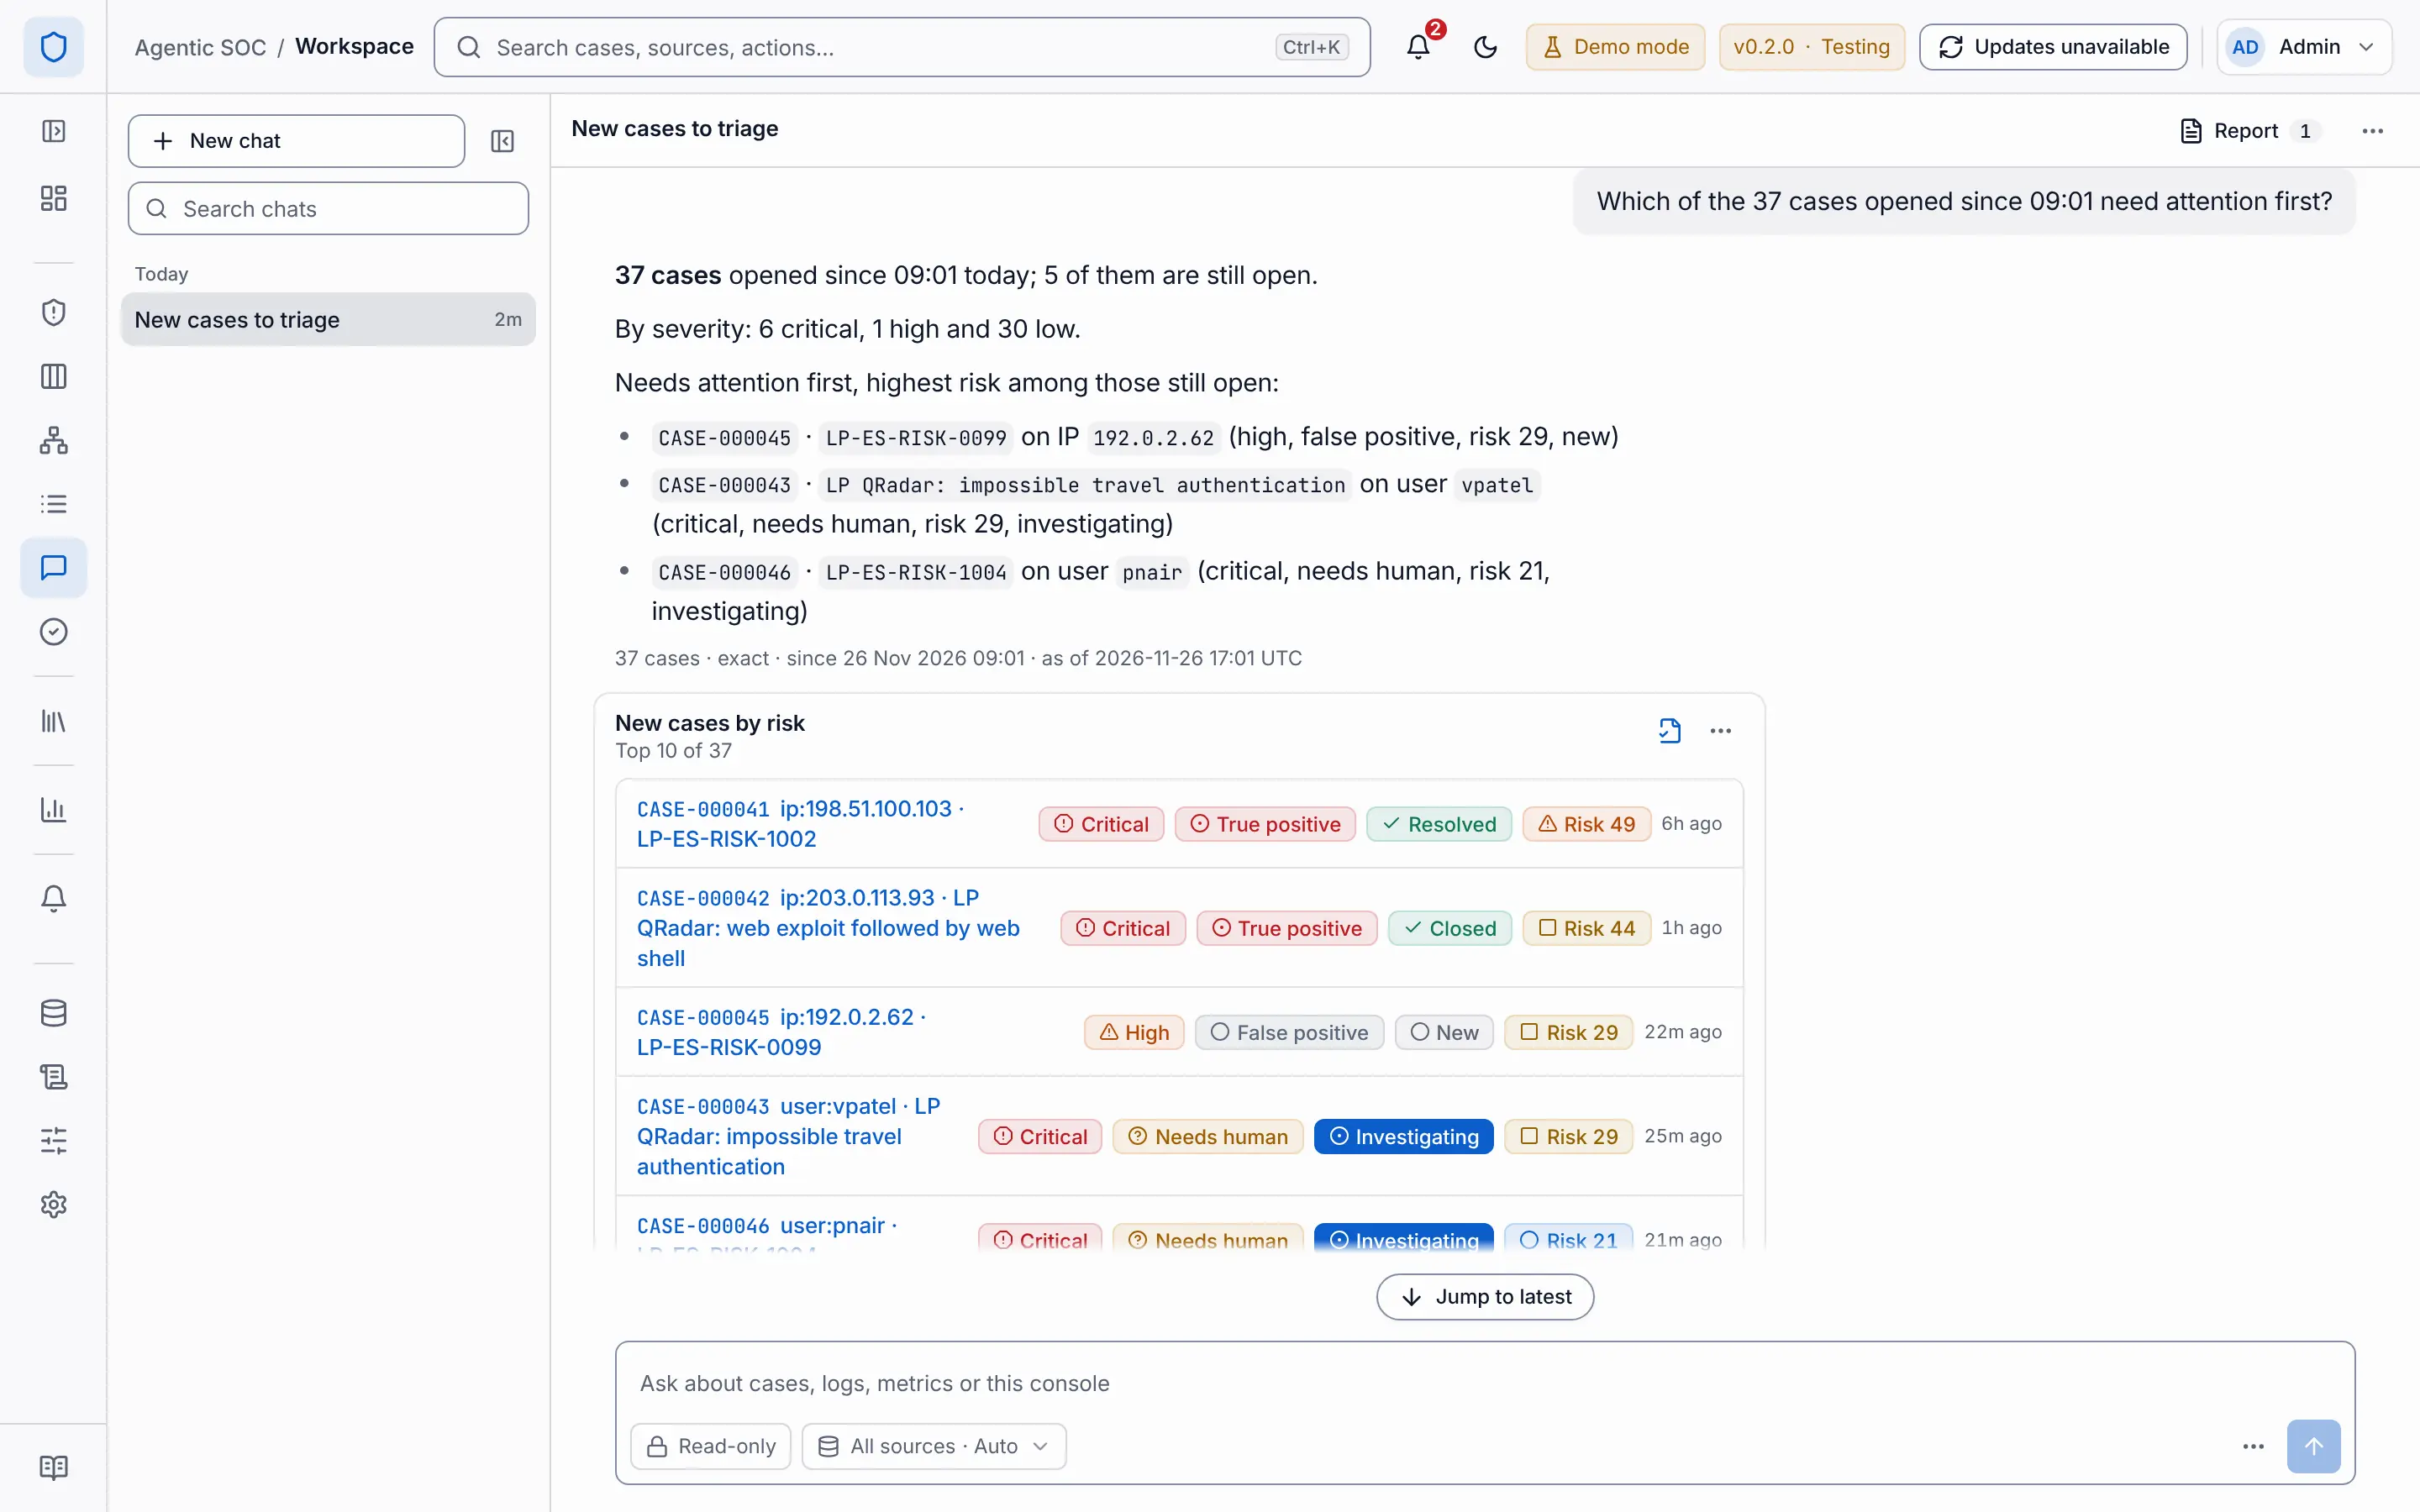 Agentic SOC / Workspace
Search cases, sources, actions...
Ctrl+K
2
Demo mode
v0.2.0 · Testing
Updates unavailable
AD
Admin
New chat
Search chats
Today
New cases to triage
2m
New cases to triage
Report 1
Which of the 37 cases opened since 09:01 need attention first?
37 cases opened since 09:01 today; 5 of them are still open.
By severity: 6 critical, 1 high and 30 low.
Needs attention first, highest risk among those still open:
• CASE-000045 · LP-ES-RISK-0099 on IP 192.0.2.62 (high, false positive, risk 29, new)
• CASE-000043 · LP QRadar: impossible travel authentication on user vpatel
(critical, needs human, risk 29, investigating)
• CASE-000046 · LP-ES-RISK-1004 on user pnair (critical, needs human, risk 21,
investigating)
37 cases · exact · since 26 Nov 2026 09:01 · as of 2026-11-26 17:01 UTC
New cases by risk
Top 10 of 37
CASE-000041 ip:198.51.100.103 ·
LP-ES-RISK-1002
Critical
True positive
Resolved
Risk 49
6h ago
CASE-000042 ip:203.0.113.93 · LP
QRadar: web exploit followed by web
shell
Critical
True positive
Closed
Risk 44
1h ago
CASE-000045 ip:192.0.2.62 ·
LP-ES-RISK-0099
High
False positive
New
Risk 29
22m ago
CASE-000043 user:vpatel · LP
QRadar: impossible travel
authentication
Critical
Needs human
Investigating
Risk 29
25m ago
CASE-000046 user:pnair ·
LP-ES-RISK-1004
Critical
Needs human
Investigating
Risk 21
21m ago
Jump to latest
Ask about cases, logs, metrics or this console
Read-only
All sources · Auto